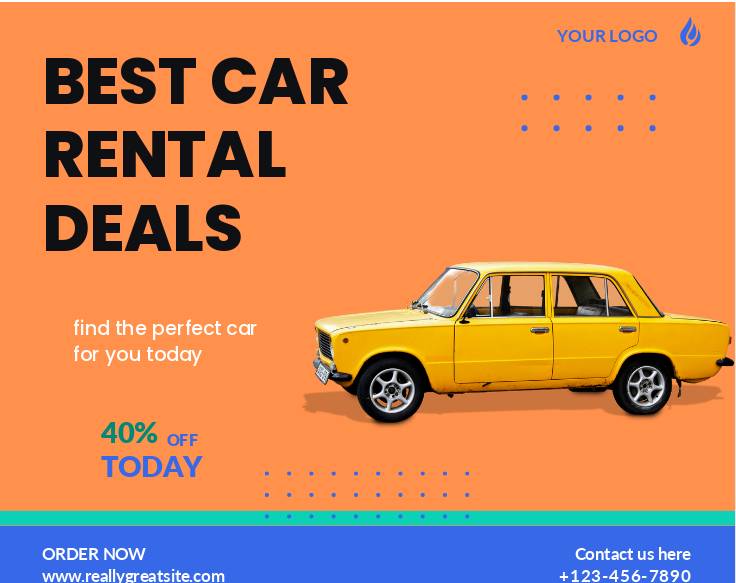 YOUR LOGO
BEST CAR
RENTAL
DEALS
find the perfect car
for you today
40% OFF
TODAY
ORDER NOW
www.reallygreatsite.com
Contact us here
+123-456-7890